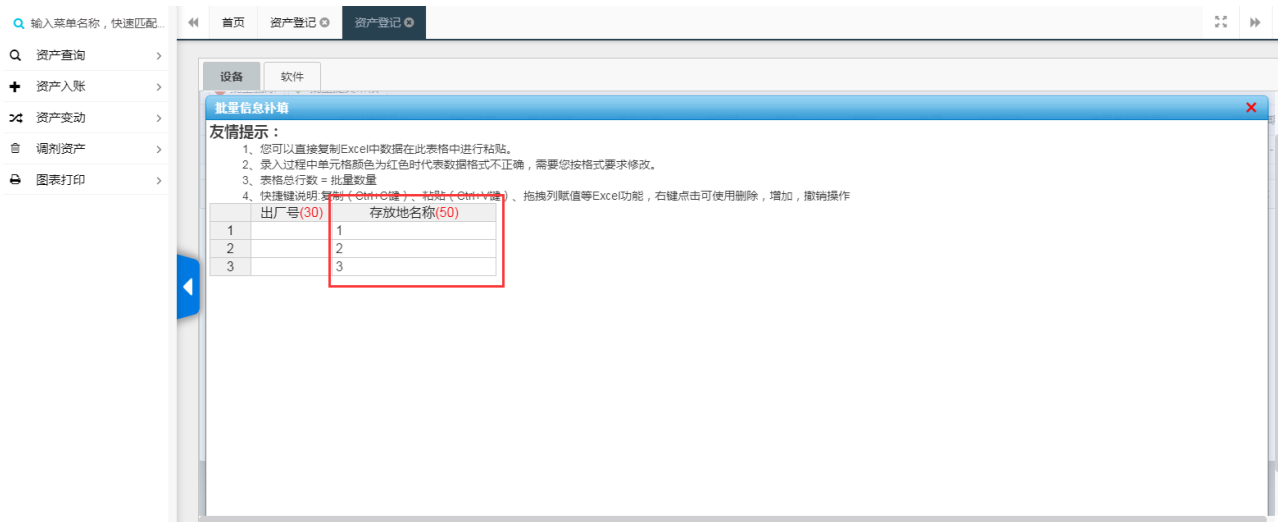 输入菜单名称，快速匹配...
首页 资产登记 资产登记
资产查询
资产入账
资产变动
调剂资产
图表打印
设备 软件
批量信息补填
友情提示：
1、您可以直接复制Excel中数据在此表格中进行粘贴。
2、录入过程中单元格颜色为红色时代表数据格式不正确，需要您按格式要求修改。
3、表格总行数 = 批量数量
4、快捷键说明:复制（Ctrl+C键）、粘贴（Ctrl+V键）、拖拽列赋值等Excel功能，右键点击可使用删除，增加，撤销操作
出厂号(30) 存放地名称(50)
1 1
2 2
3 3